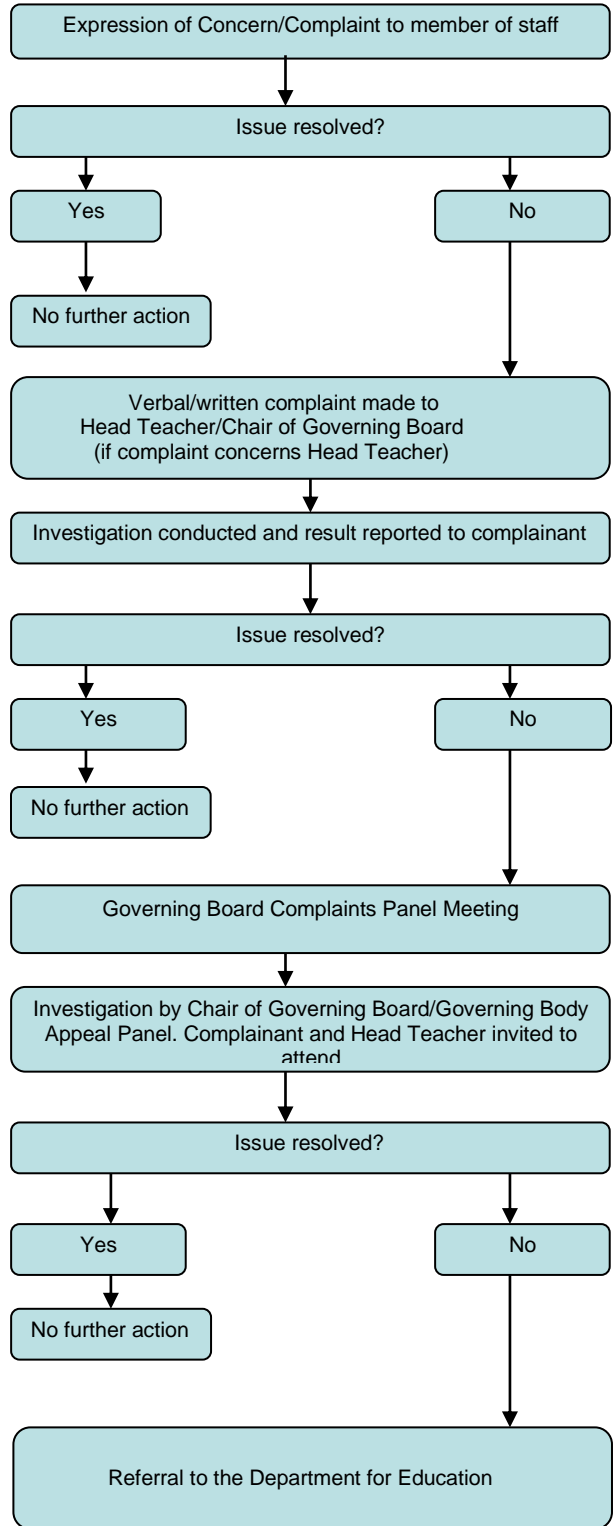 Expression of Concern/Complaint to member of staff
Issue resolved?
Yes
No
No further action
Verbal/written complaint made to
Head Teacher/Chair of Governing Board
(if complaint concerns Head Teacher)
Investigation conducted and result reported to complainant
Issue resolved?
Yes
No
No further action
Governing Board Complaints Panel Meeting
Investigation by Chair of Governing Board/Governing Body
Appeal Panel. Complainant and Head Teacher invited to
attend
Issue resolved?
Yes
No
No further action
Referral to the Department for Education